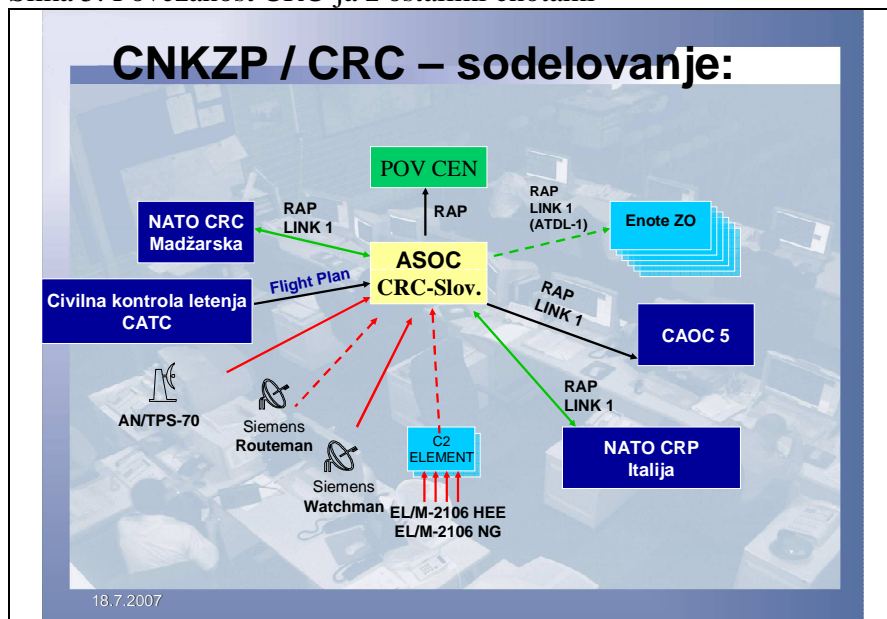 Slika 3: Povezanost CRC-ja z ostalimi enotami
CNKZP / CRC – sodelovanje:
POV CEN
RAP
LINK 1
(ATDL-1)
Enote ZO
NATO CRC
Madžarska
RAP
LINK 1
RAP
ASOC
CRC-Slov.
Flight Plan
Civilna kontrola letenja
CATC
RAP
LINK 1
CAOC 5
AN/TPS-70
Siemens
Routeman
Siemens
Watchman
C2
ELEMENT
EL/M-2106 HEE
EL/M-2106 NG
RAP
LINK 1
NATO CRP
Italija
18.7.2007